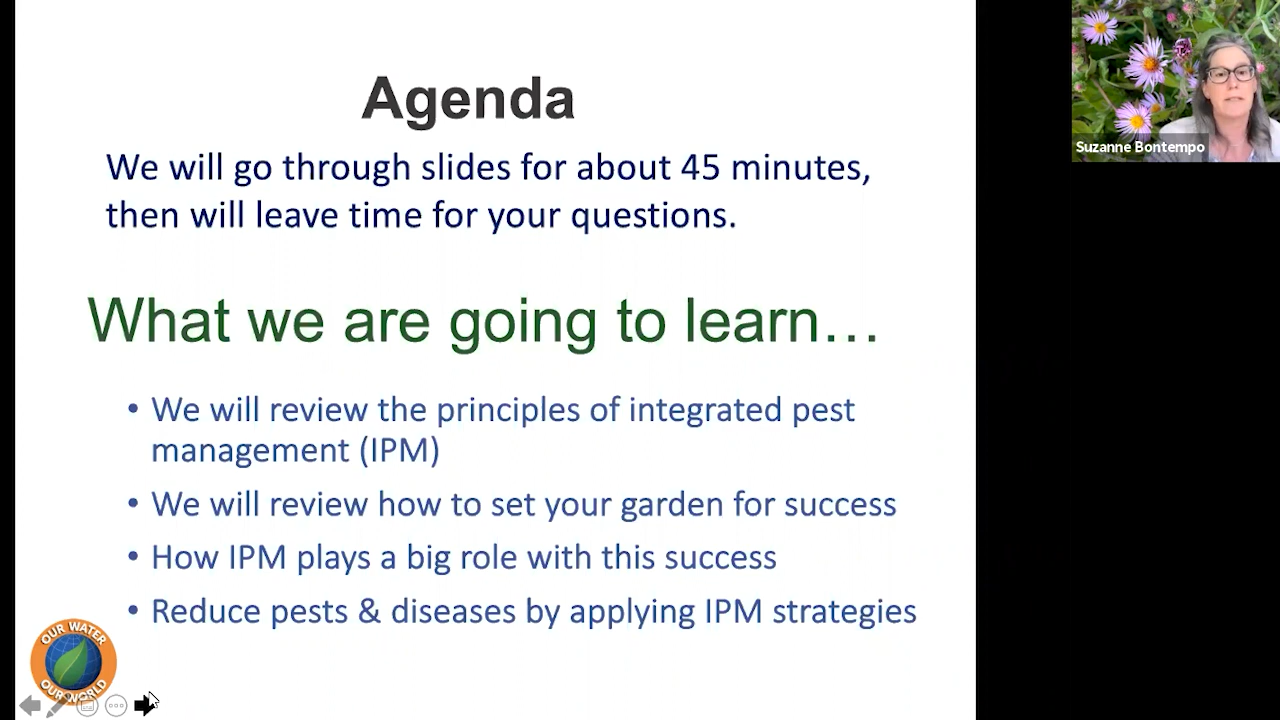 Agenda
We will go through slides for about 45 minutes,
then will leave time for your questions.
What we are going to learn…
• We will review the principles of integrated pest
management (IPM)
• We will review how to set your garden for success
• How IPM plays a big role with this success
• Reduce pests & diseases by applying IPM strategies
OUR WATER
OUR WORLD
Suzanne Bontempo